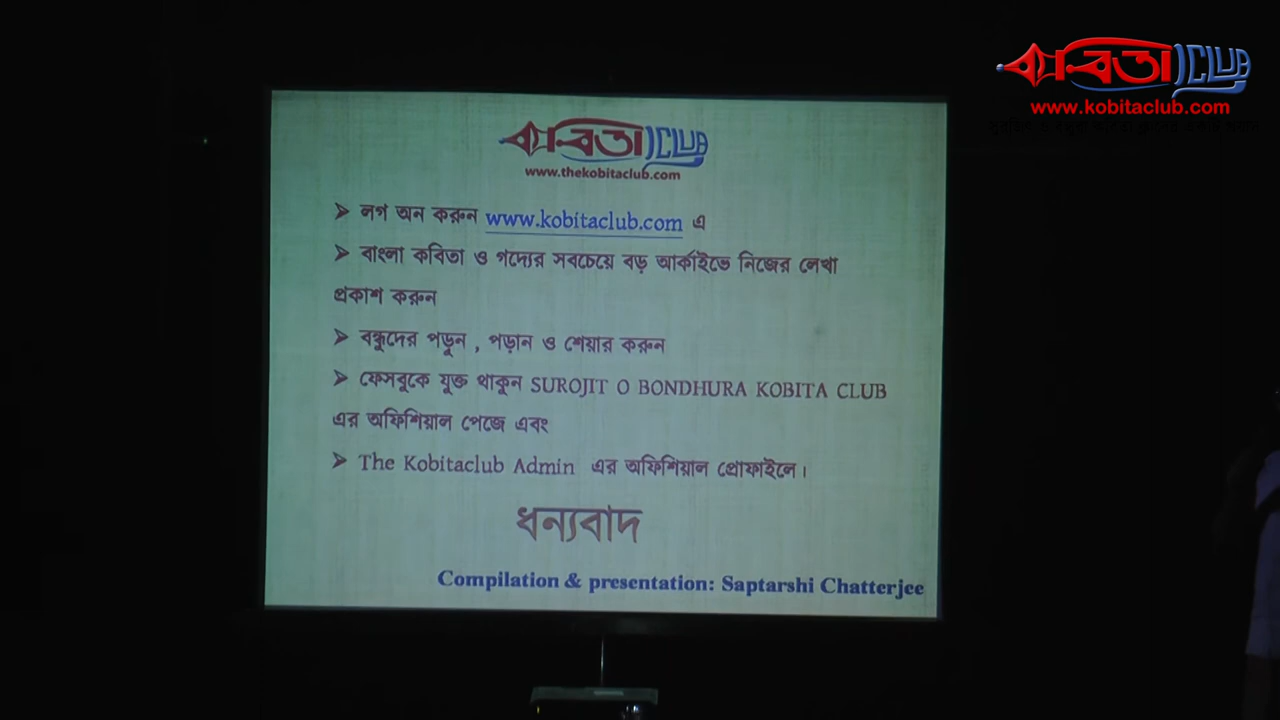 কবিতা CLUB
www.kobitaclub.com
কবিতা CLUB
www.thekobitaclub.com
➤ লগ অন করুন www.kobitaclub.com এ
➤ বাংলা কবিতা ও গদ্যের সবচেয়ে বড় আর্কাইভে নিজের লেখা
প্রকাশ করুন
➤ বন্ধুদের পড়ুন , পড়ান ও শেয়ার করুন
➤ ফেসবুকে যুক্ত থাকুন SUROJIT O BONDHURA KOBITA CLUB
এর অফিশিয়াল পেজে এবং
➤ The Kobitaclub Admin এর অফিশিয়াল প্রোফাইলে।
ধন্যবাদ
Compilation & presentation: Saptarshi Chatterjee